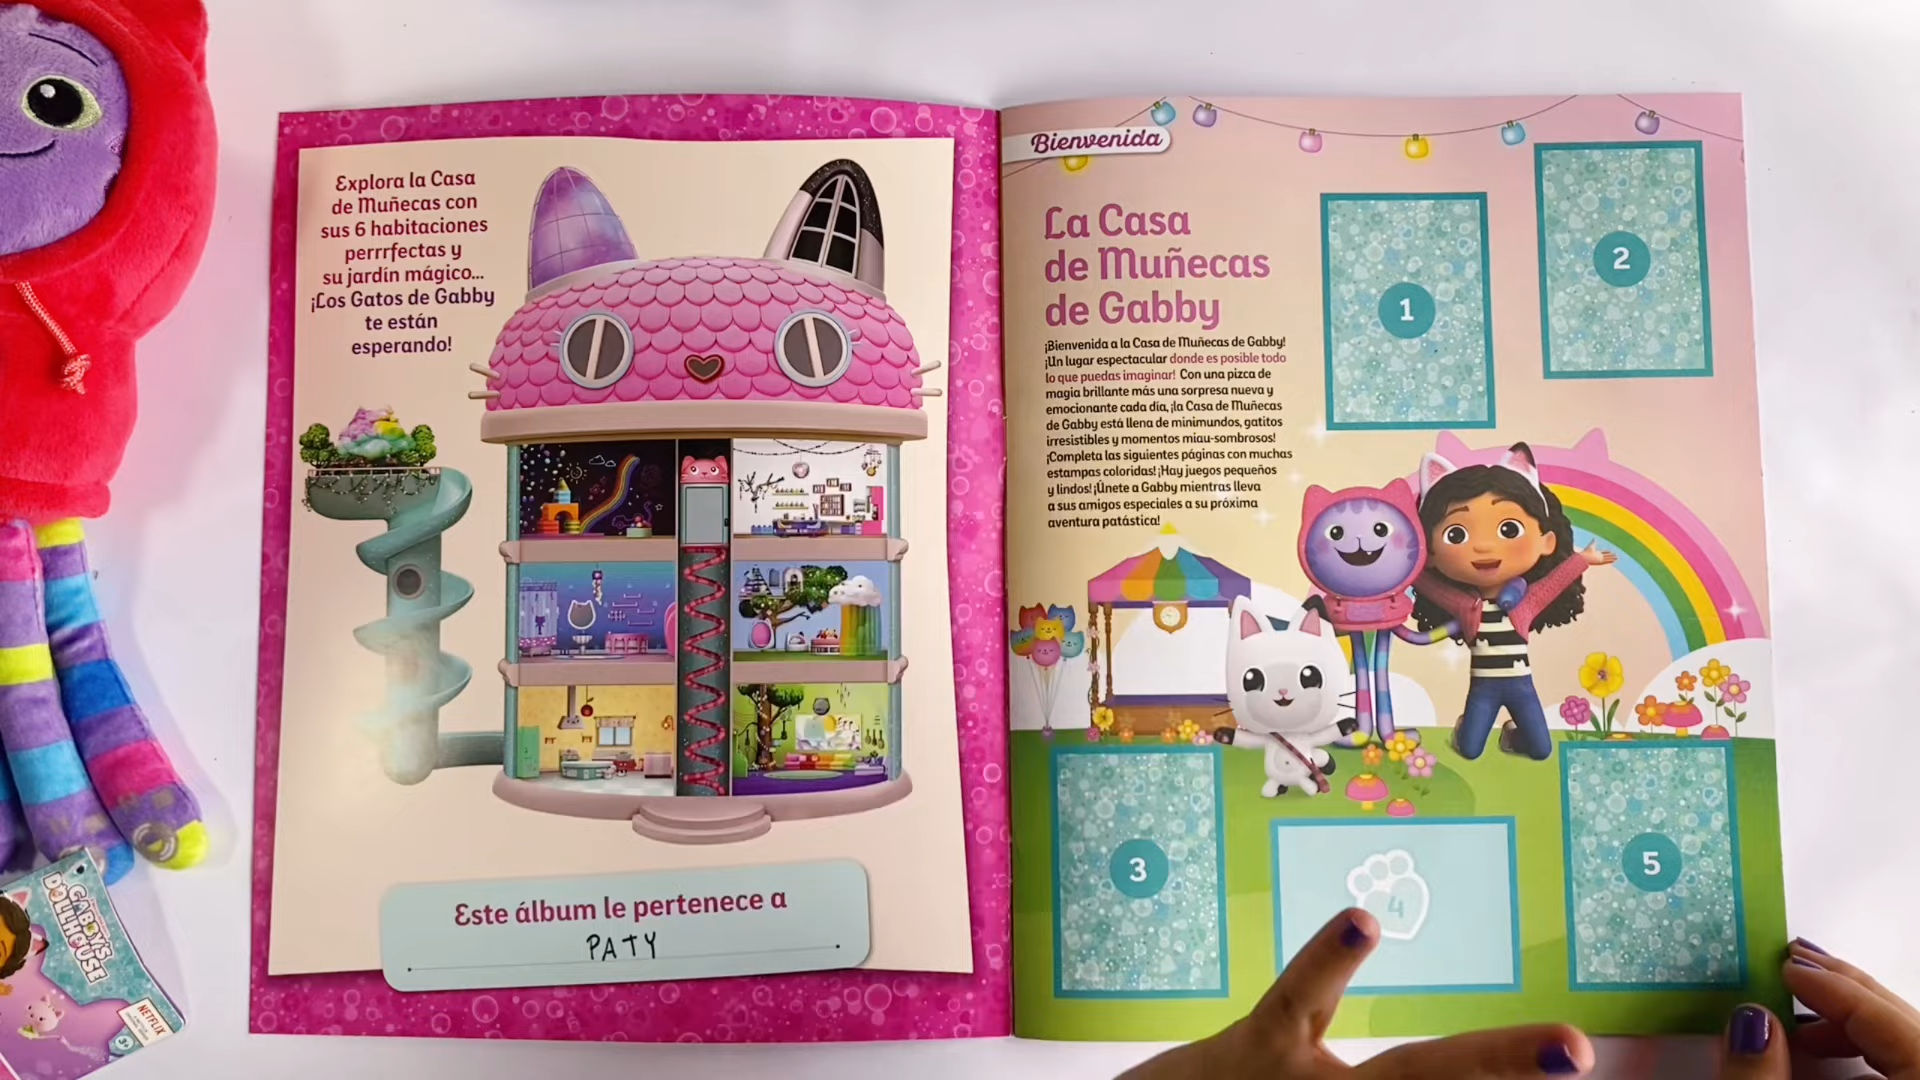 Explora la Casa
de Muñecas con
sus 6 habitaciones
perrrfectas y
su jardín mágico...
¡Los Gatos de Gabby
te están
esperando!
Este álbum le pertenece a
PATY
Bienvenida
La Casa
de Muñecas
de Gabby
¡Bienvenida a la Casa de Muñecas de Gabby!
¡Un lugar espectacular donde es posible todo
lo que puedas imaginar! Con una pizca de
magia brillante más una sorpresa nueva y
emocionante cada día, ¡la Casa de Muñecas
de Gabby está llena de minimundos, gatitos
irresistibles y momentos miau-sombrosos!
¡Completa las siguientes páginas con muchas
estampas coloridas! ¡Hay juegos pequeños
y lindos! ¡Únete a Gabby mientras lleva
a sus amigos especiales a su próxima
aventura patástica!
1
2
3
4
5
GABBY'S
DOLLHOUSE
NETFLIX
3+